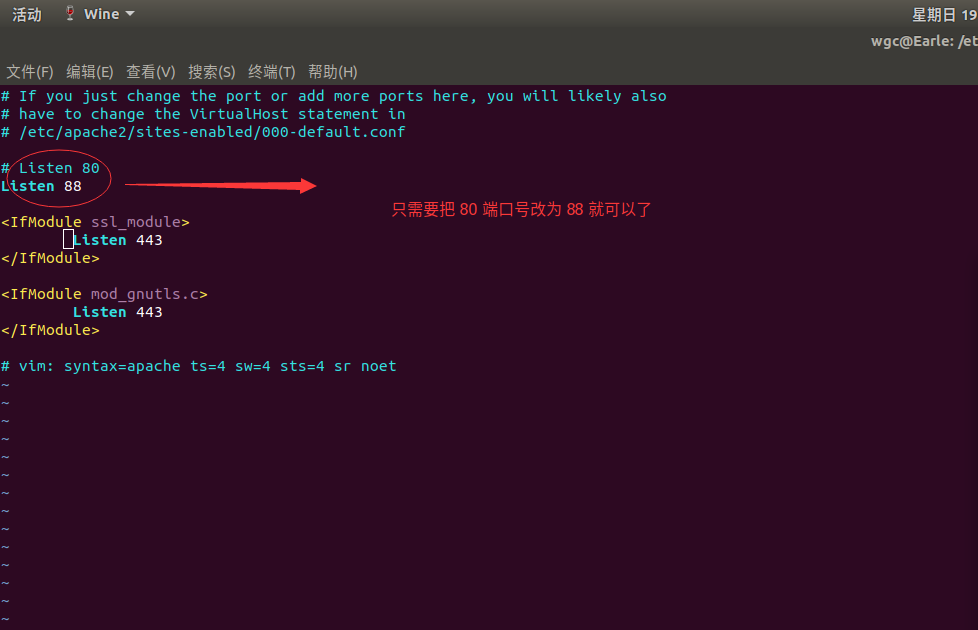 活动 Wine 星期日 19
wgc@Earle: /et
文件(F) 编辑(E) 查看(V) 搜索(S) 终端(T) 帮助(H)
# If you just change the port or add more ports here, you will likely also
# have to change the VirtualHost statement in
# /etc/apache2/sites-enabled/000-default.conf
# Listen 80
Listen 88
只需要把 80 端口号改为 88 就可以了
<IfModule ssl_module>
Listen 443
</IfModule>
<IfModule mod_gnutls.c>
Listen 443
</IfModule>
# vim: syntax=apache ts=4 sw=4 sts=4 sr noet
~
~
~
~
~
~
~
~
~
~
~
~
~
~